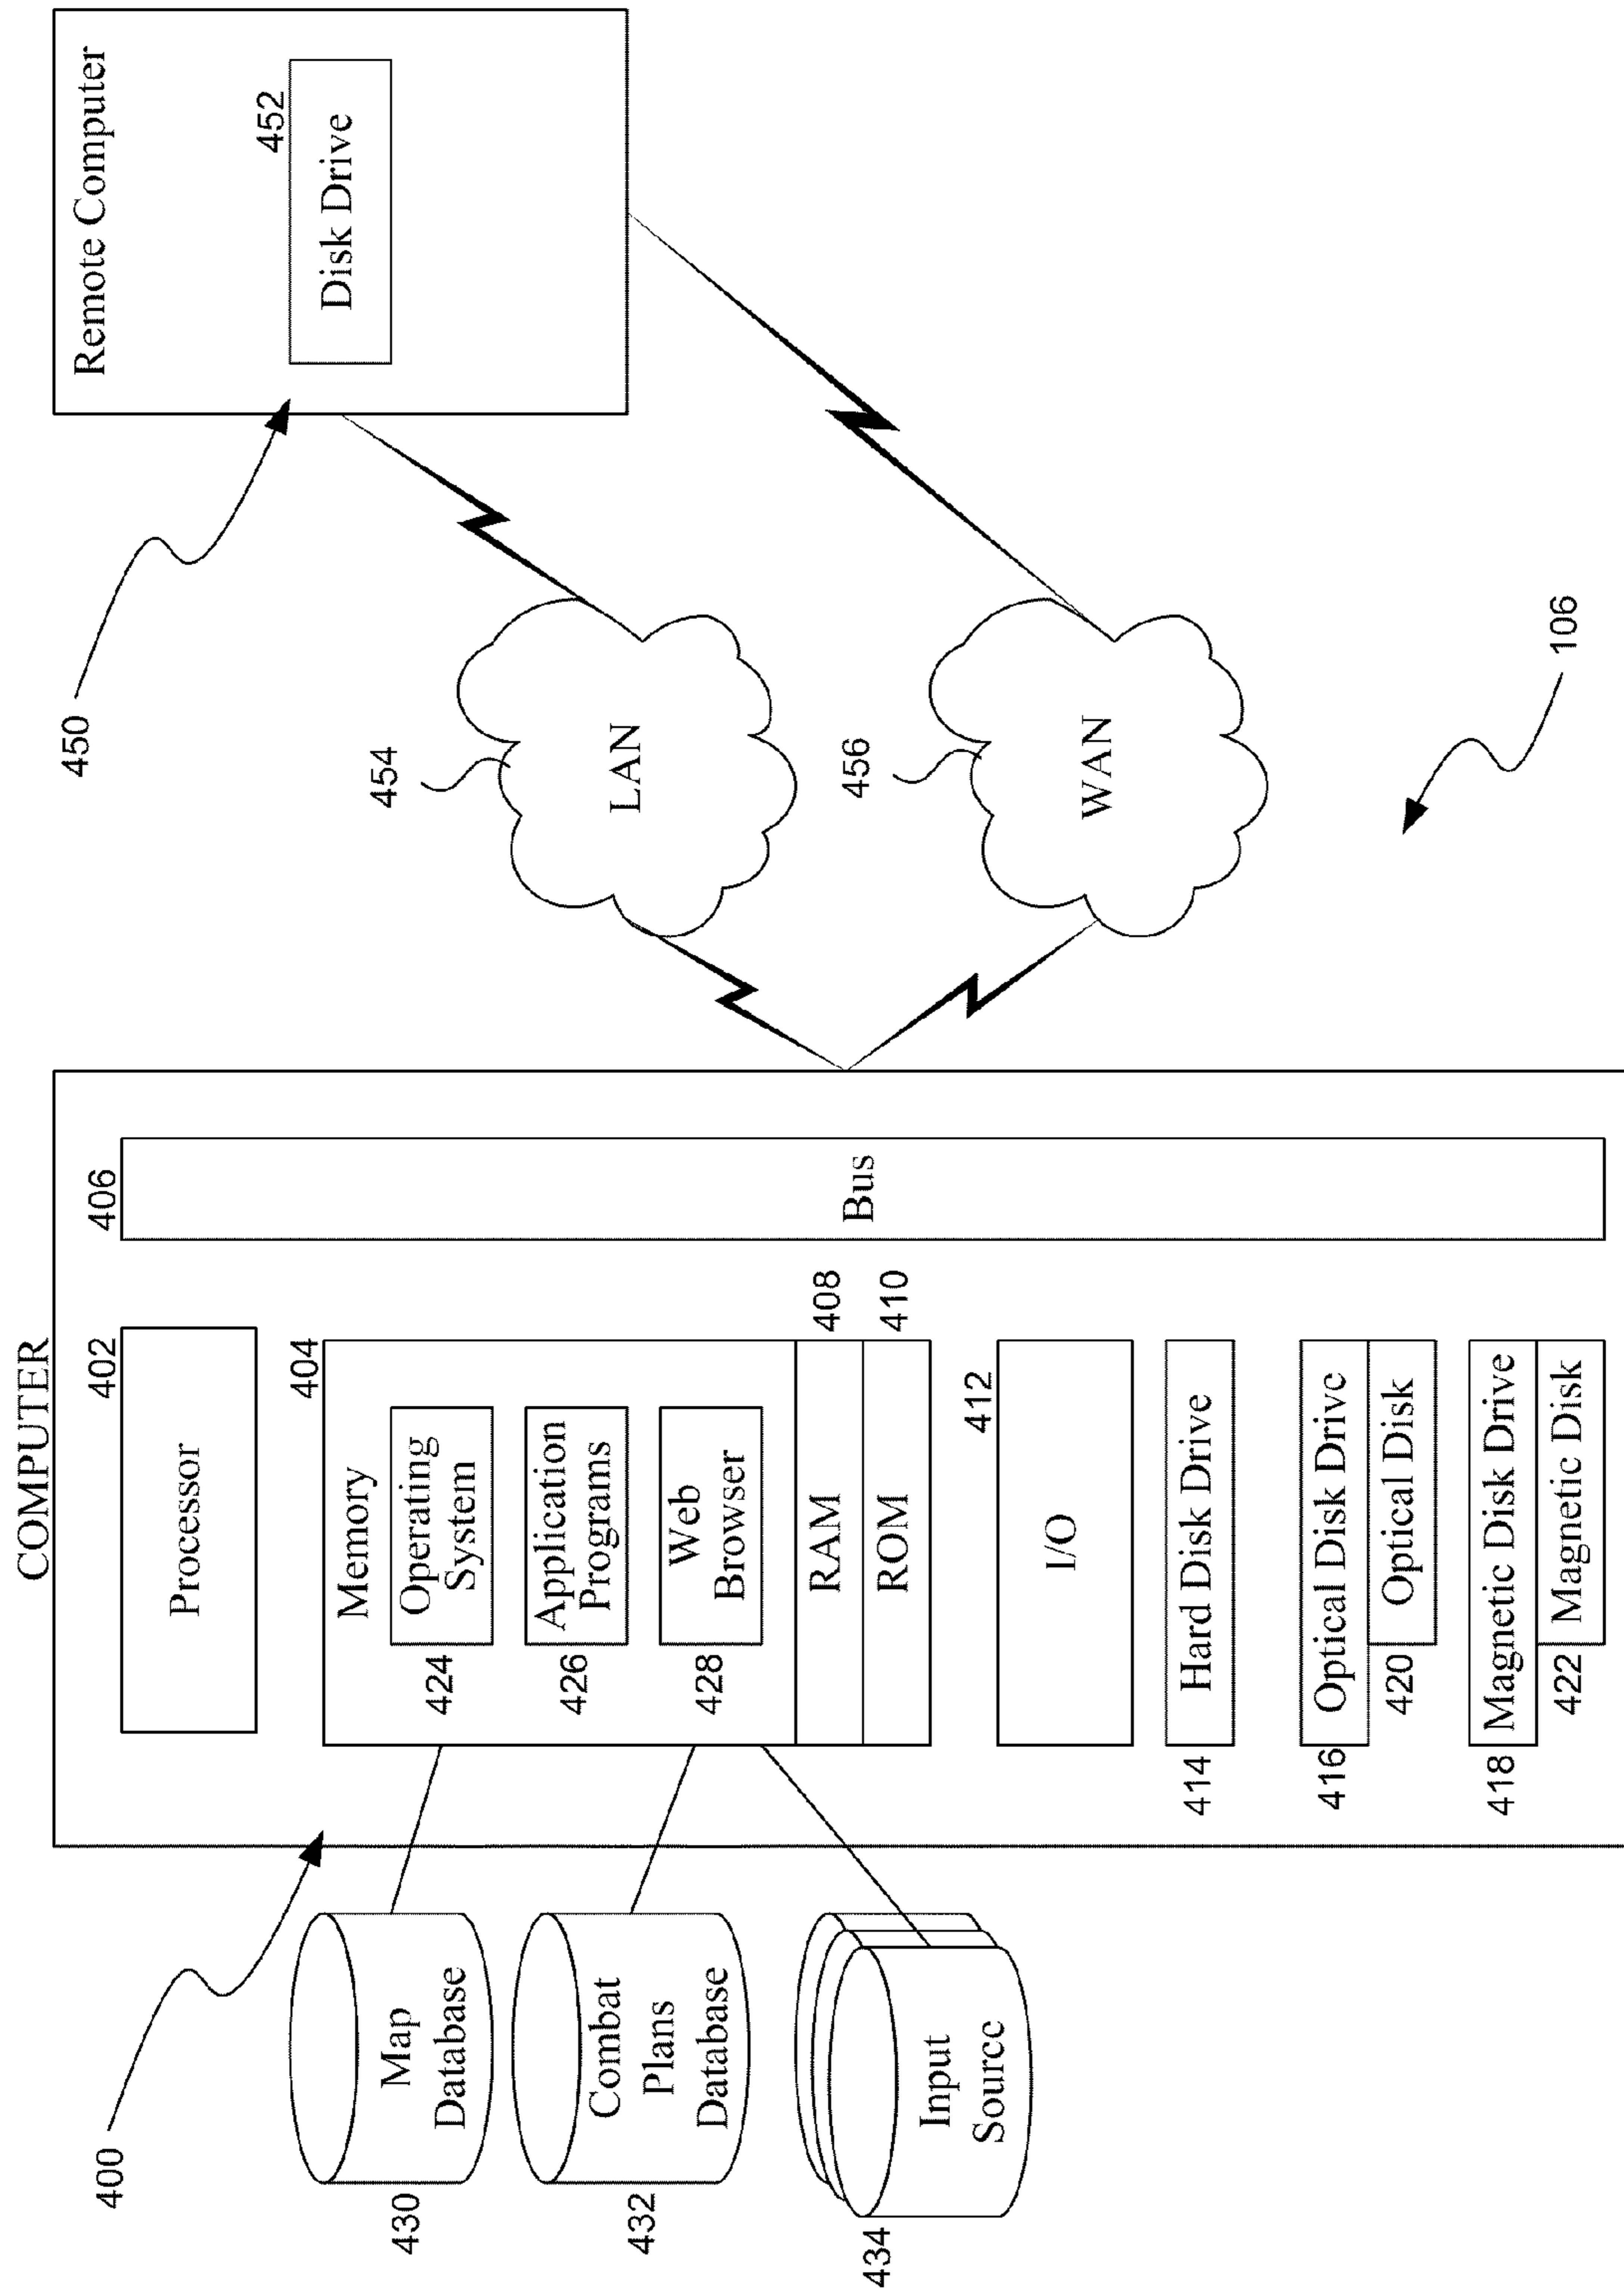 COMPUTER
400
402
Processor
404
Memory
424
Operating
System
426
Application
Programs
428
Web
Browser
RAM
408
ROM
410
412
I/O
414
Hard Disk Drive
416
Optical Disk Drive
420
Optical Disk
418
Magnetic Disk Drive
422
Magnetic Disk
406
Bus
Map
Database
430
Combat
Plans
Database
432
Input
Source
434
450
Remote Computer
452
Disk Drive
454
LAN
456
WAN
106